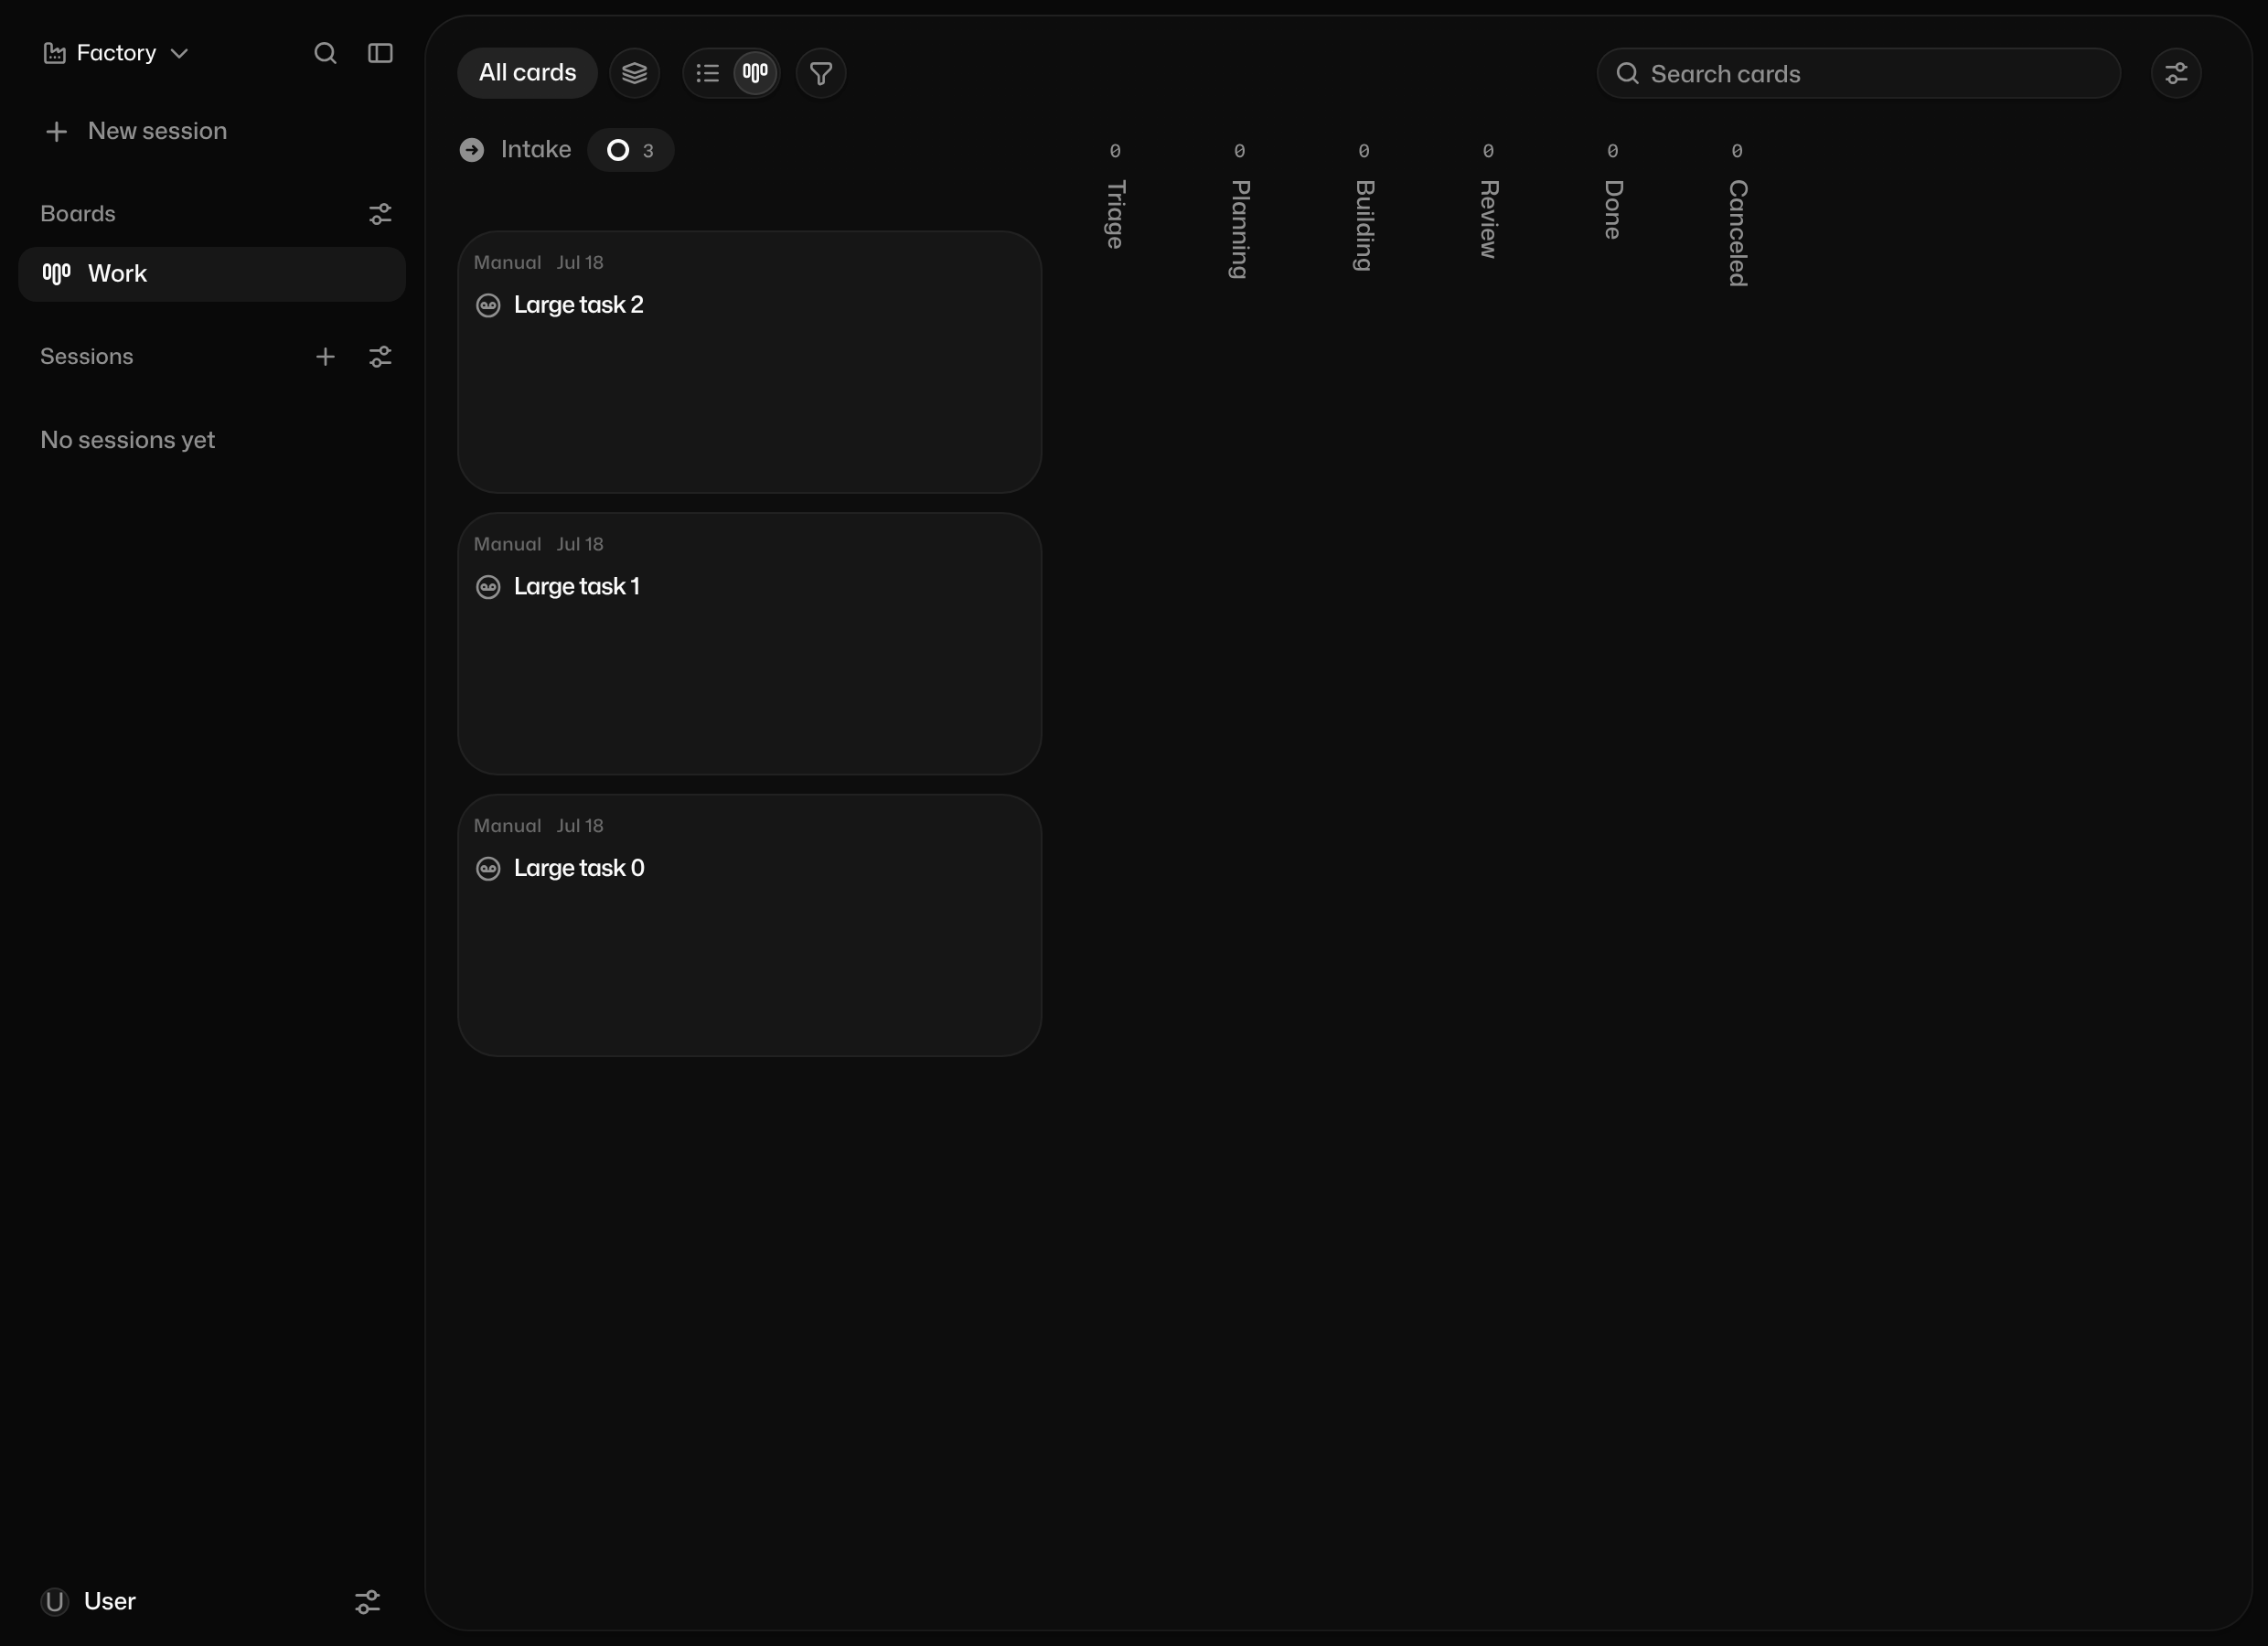 Factory
New session
Boards
Work
Sessions
No sessions yet
U User
All cards
Search cards
Intake 3
Manual Jul 18
Large task 2
Manual Jul 18
Large task 1
Manual Jul 18
Large task 0
0 Triage
0 Planning
0 Building
0 Review
0 Done
0 Canceled